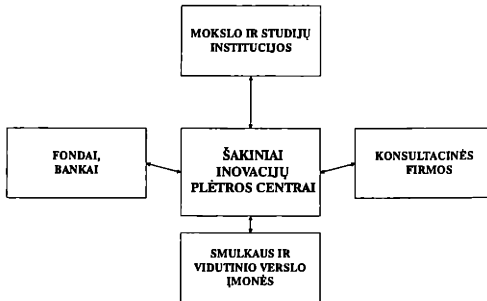 MOKSLO IR STUDIJŲ
INSTITUCIJOS
FONDAI,
BANKAI
ŠAKINIAI
INOVACIJŲ
PLĖTROS CENTRAI
KONSULTACINĖS
FIRMOS
SMULKAUS IR
VIDUTINIO VERSLO
ĮMONĖS